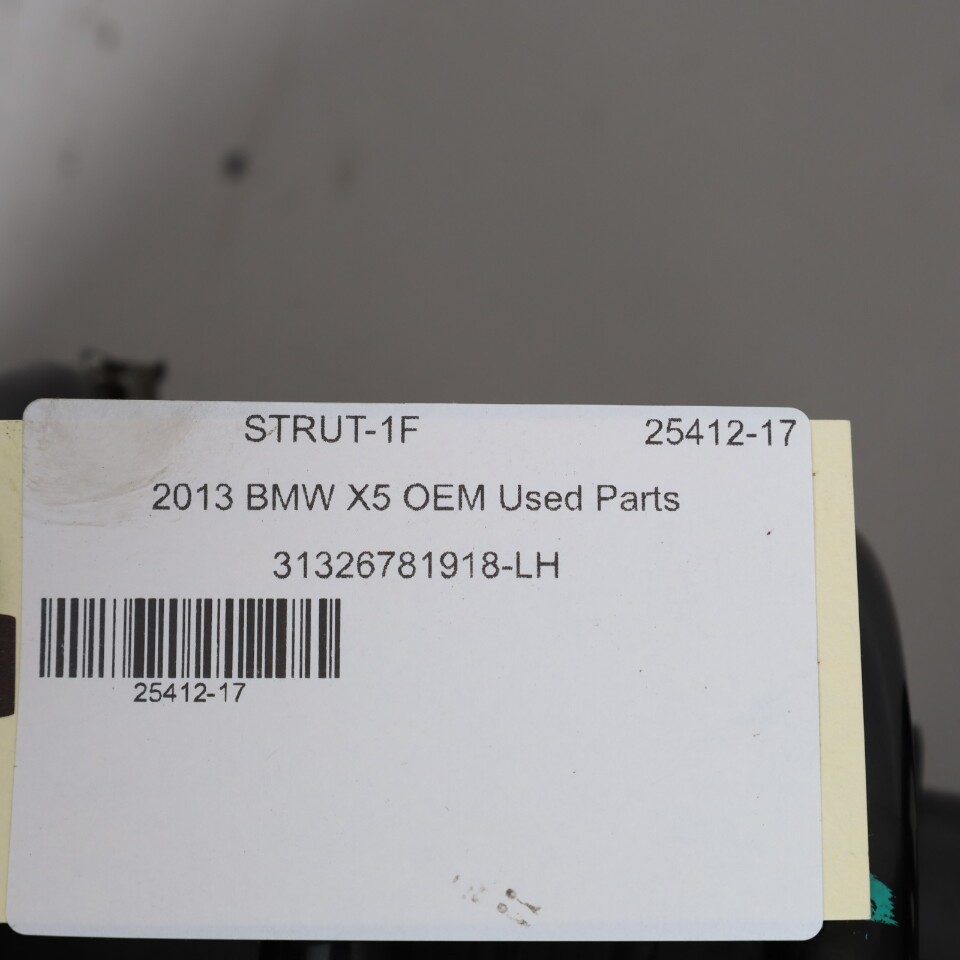 STRUT-1F 25412-17
2013 BMW X5 OEM Used Parts
31326781918-LH
25412-17